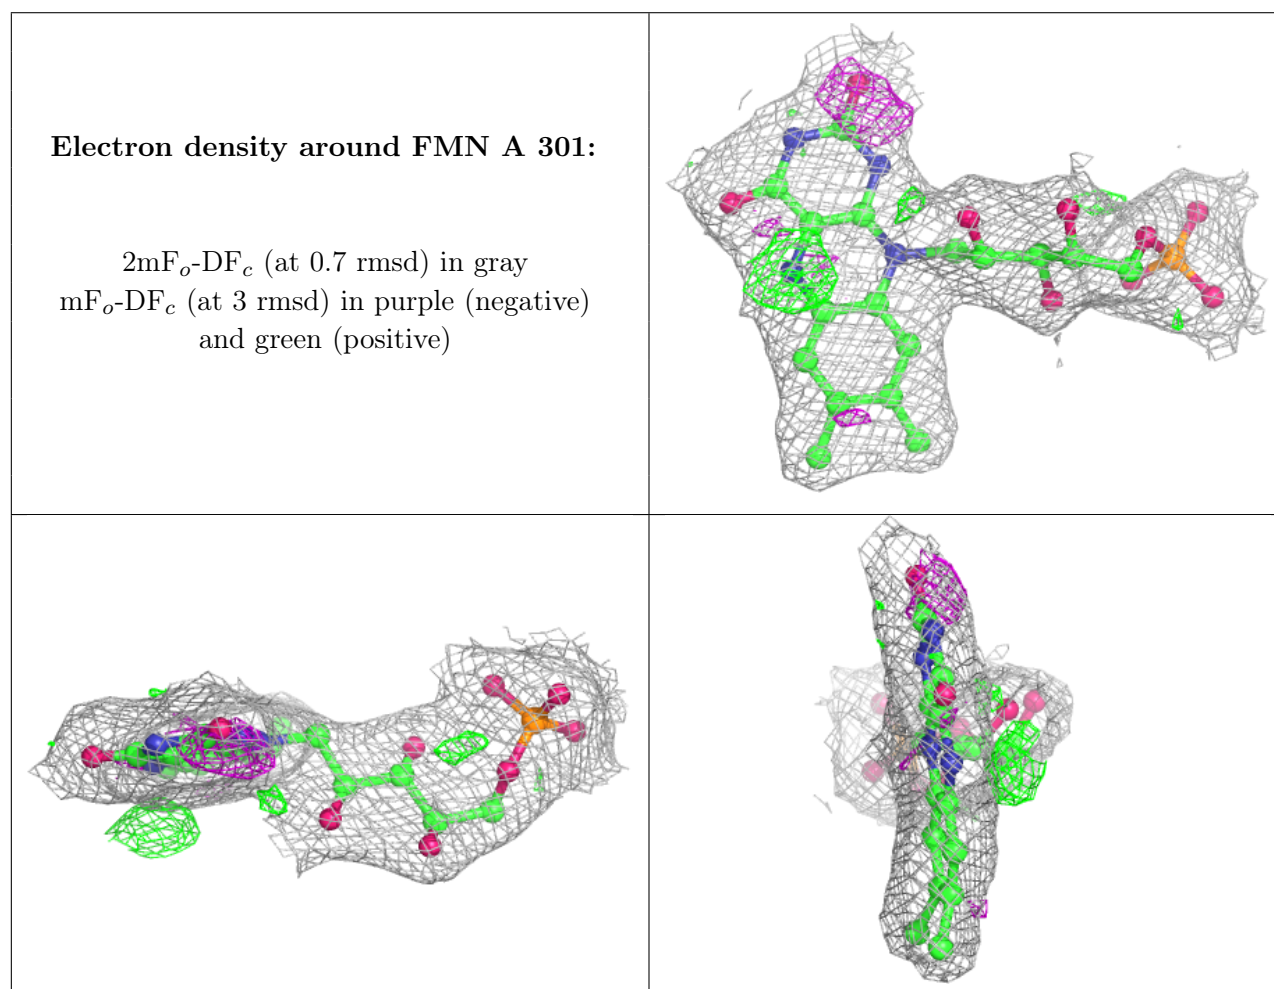 Electron density around FMN A 301:
2mFo-DFc (at 0.7 rmsd) in gray
mFo-DFc (at 3 rmsd) in purple (negative)
and green (positive)